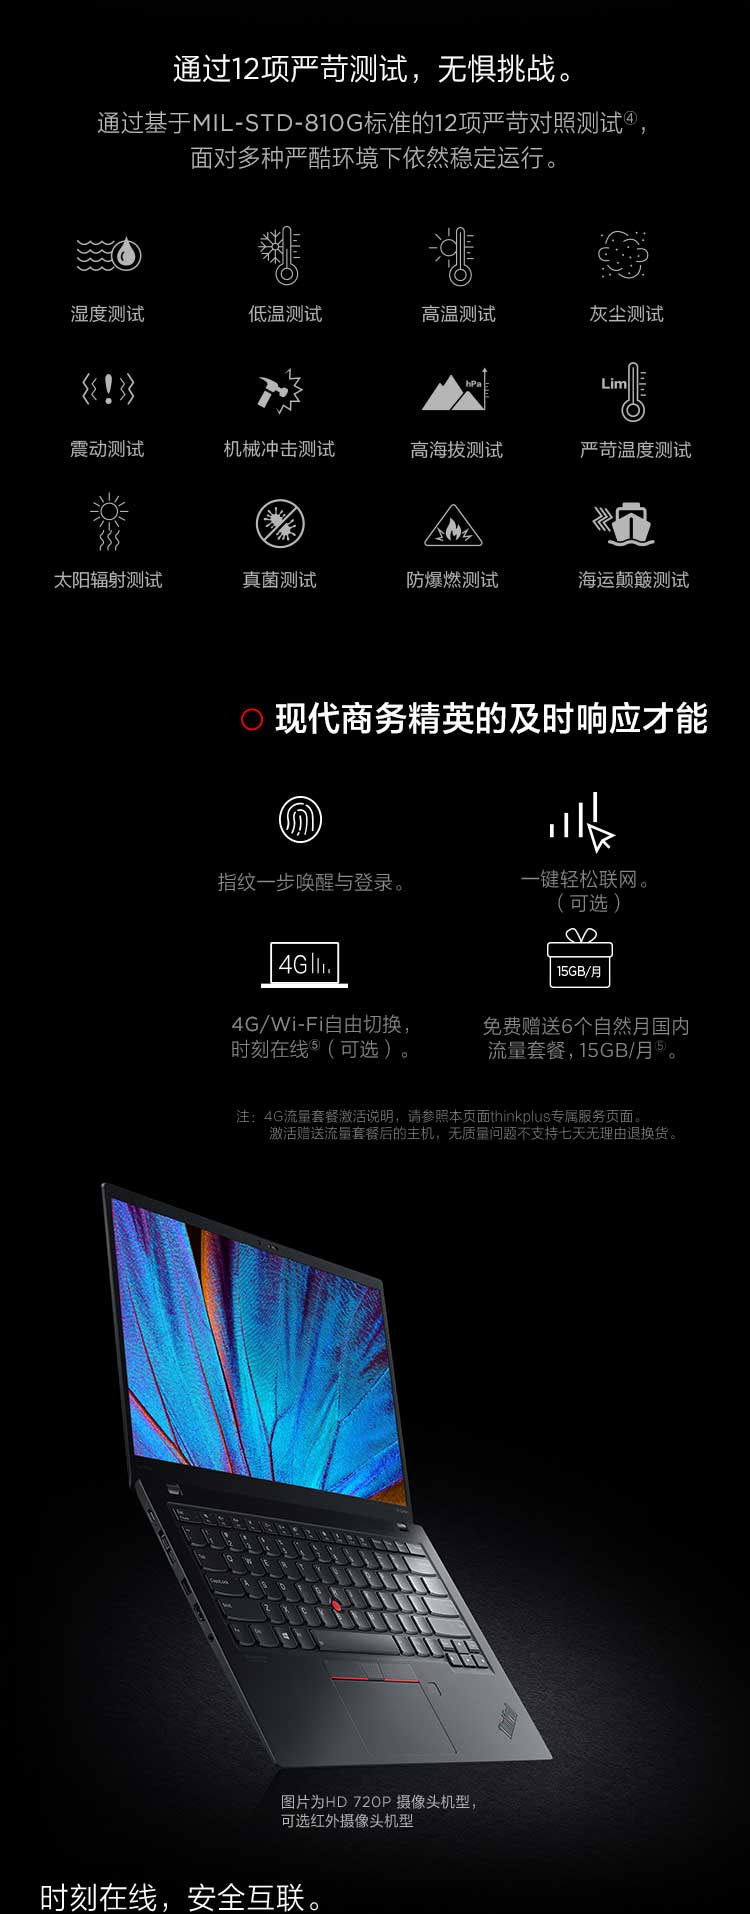 通过12项严苛测试，无惧挑战。
通过基于MIL-STD-810G标准的12项严苛对照测试④，
面对多种严酷环境下依然稳定运行。
湿度测试 低温测试 高温测试 灰尘测试
hPa
Lim
震动测试 机械冲击测试 高海拔测试 严苛温度测试
太阳辐射测试 真菌测试 防爆燃测试 海运颠簸测试
现代商务精英的及时响应才能
指纹一步唤醒与登录。
一键轻松联网。
（可选）
4G
15GB/月
4G/Wi-Fi自由切换，
时刻在线⑤（可选）。
免费赠送6个自然月国内
流量套餐，15GB/月⑤。
注：4G流量套餐激活说明，请参照本页面thinkplus专属服务页面。
激活赠送流量套餐后的主机，无质量问题不支持七天无理由退换货。
ThinkPad
图片为HD 720P 摄像头机型，
可选红外摄像头机型
时刻在线，安全互联。